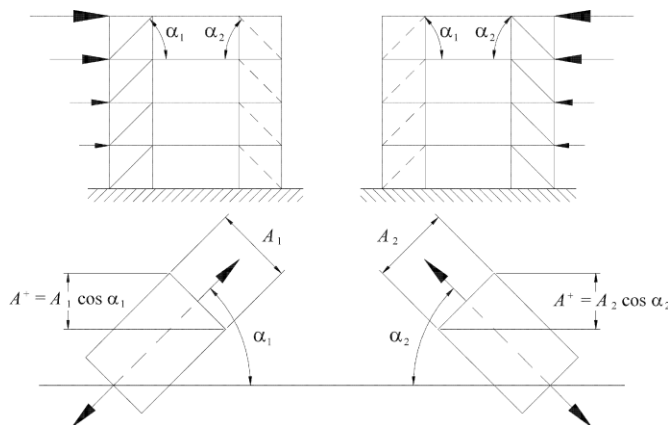 α₁ α₂ α₁ α₂
A₁ A₂
A⁺ = A₁ cos α₁ A⁺ = A₂ cos α₂
α₁ α₂